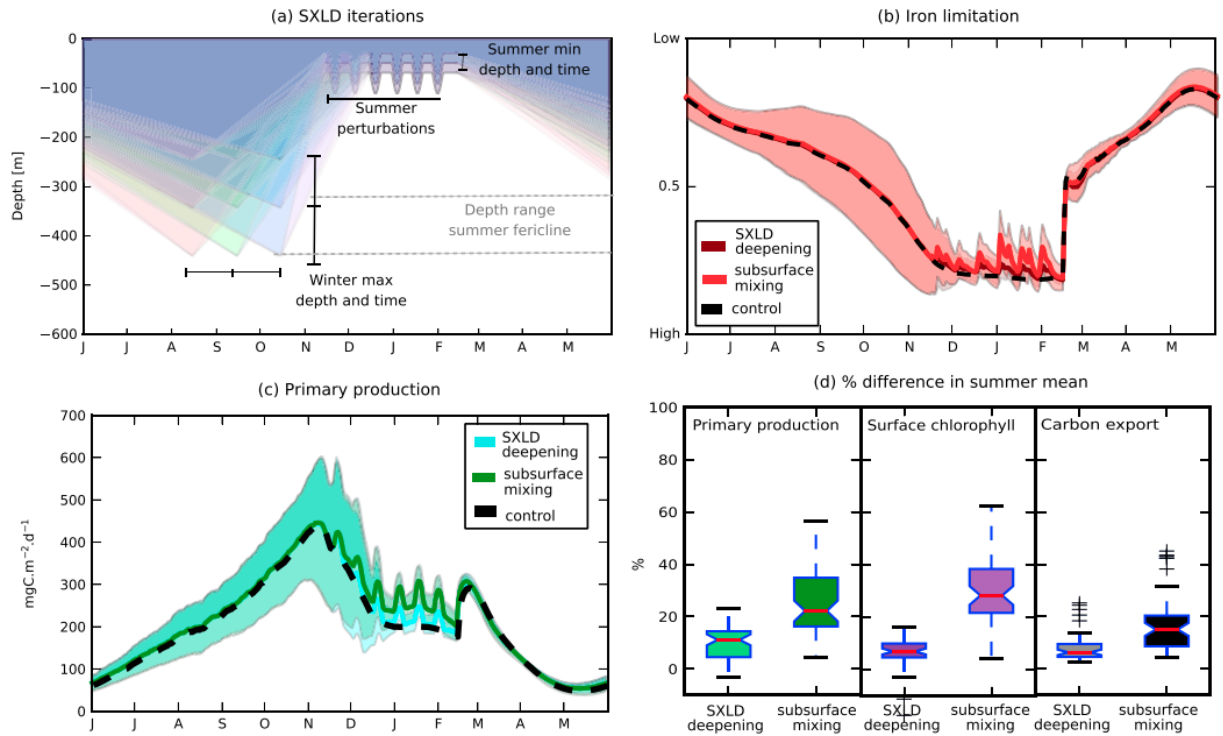 (a) SXLD iterations
0
−100
−200
−300
−400
−500
−600
Depth [m]
Summer min
depth and time
Summer
perturbations
Depth range
summer fericline
Winter max
depth and time
J J A S O N D J F M A M
(b) Iron limitation
Low
0.5
High
SXLD
deepening
subsurface
mixing
control
J J A S O N D J F M A M
(c) Primary production
700
600
500
400
300
200
100
0
mgC.m⁻².d⁻¹
SXLD
deepening
subsurface
mixing
control
J J A S O N D J F M A M
(d) % difference in summer mean
100
80
60
40
20
0
%
Primary production
Surface chlorophyll
Carbon export
SXLD
deepening
subsurface
mixing
SXLD
deepening
subsurface
mixing
SXLD
deepening
subsurface
mixing